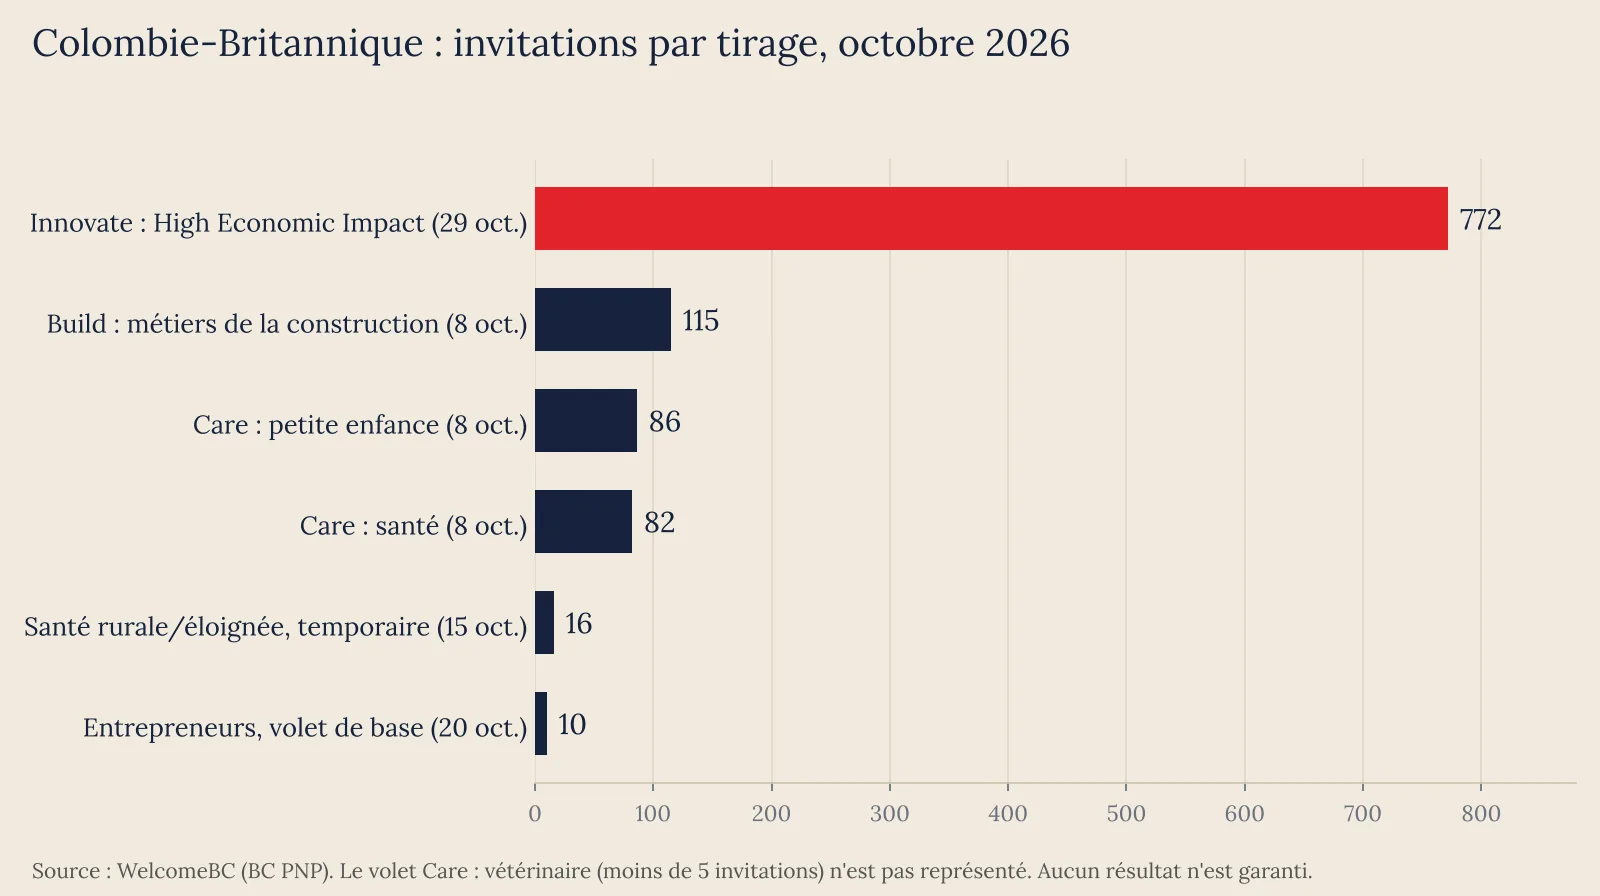 Colombie-Britannique : invitations par tirage, octobre 2026
Innovate : High Economic Impact (29 oct.) 772
Build : métiers de la construction (8 oct.) 115
Care : petite enfance (8 oct.) 86
Care : santé (8 oct.) 82
Santé rurale/éloignée, temporaire (15 oct.) 16
Entrepreneurs, volet de base (20 oct.) 10
0 100 200 300 400 500 600 700 800
Source : WelcomeBC (BC PNP). Le volet Care : vétérinaire (moins de 5 invitations) n'est pas représenté. Aucun résultat n'est garanti.